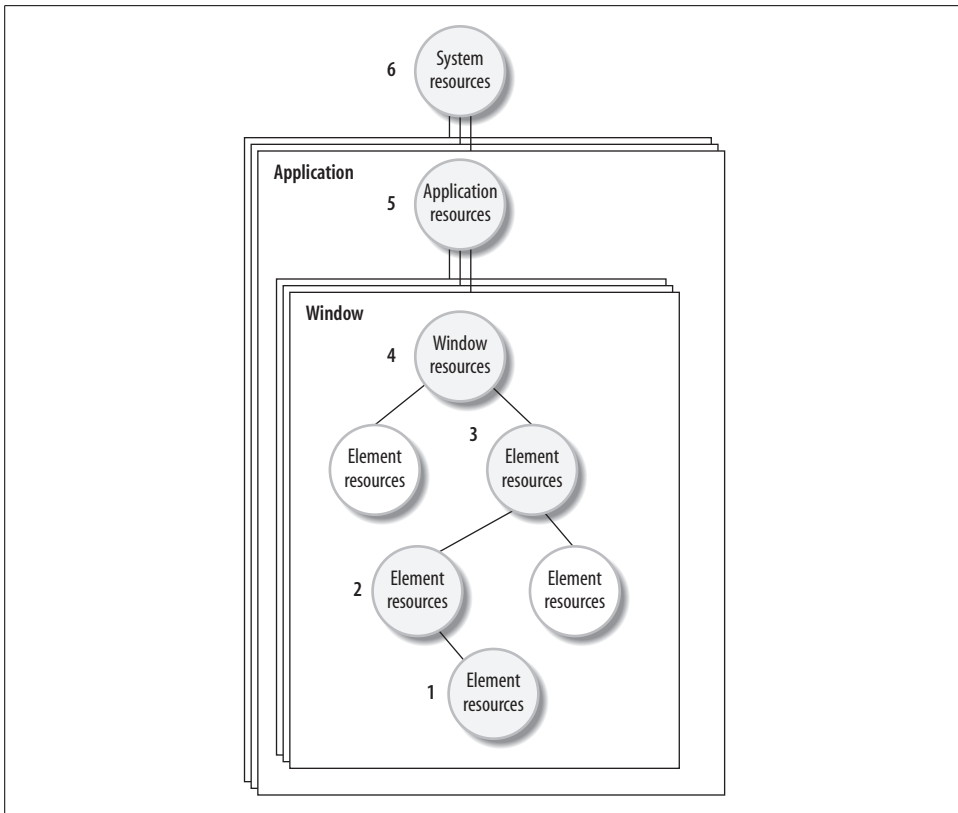 6
System
resources
Application
5
Application
resources
Window
4
Window
resources
3
Element
resources
Element
resources
2
Element
resources
Element
resources
1
Element
resources